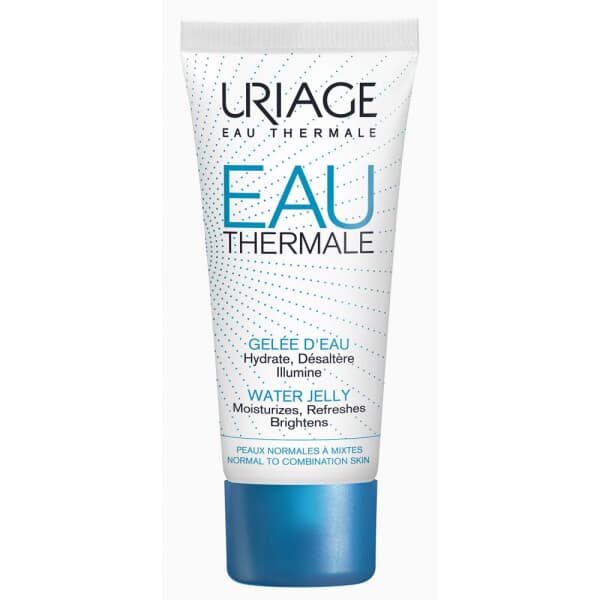 URIAGE
EAU THERMALE
EAU
THERMALE
GELÉE D'EAU
Hydrate, Désaltère
Illumine
WATER JELLY
Moisturizes, Refreshes
Brightens
PEAUX NORMALES À MIXTES
NORMAL TO COMBINATION SKIN